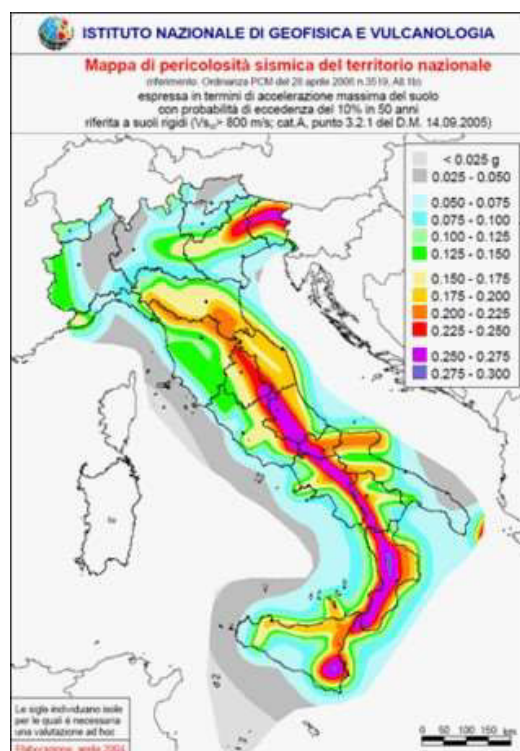 ISTITUTO NAZIONALE DI GEOFISICA E VULCANOLOGIA
Mappa di pericolosità sismica del territorio nazionale
(riferimento: Ordinanza PCM del 28 aprile 2006 n.3519, All.1b)
espressa in termini di accelerazione massima del suolo
con probabilità di eccedenza del 10% in 50 anni
riferita a suoli rigidi (Vs30> 800 m/s; cat.A, punto 3.2.1 del D.M. 14.09.2005)
< 0.025 g
0.025 - 0.050
0.050 - 0.075
0.075 - 0.100
0.100 - 0.125
0.125 - 0.150
0.150 - 0.175
0.175 - 0.200
0.200 - 0.225
0.225 - 0.250
0.250 - 0.275
0.275 - 0.300
Le sigle individuano isole
per le quali è necessaria
una valutazione ad hoc
Elaborazione: aprile 2004
0 50 100 150
km